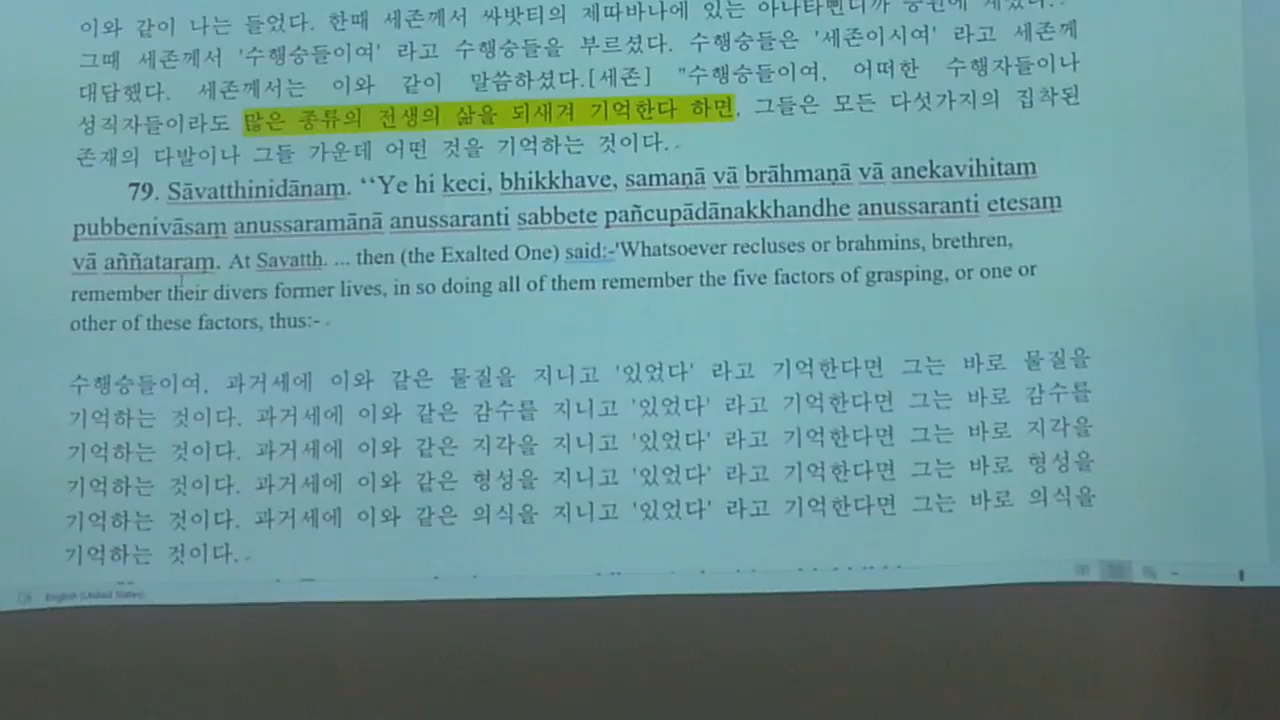 이와 같이 나는 들었다. 한때 세존께서 싸밧티의 제따바나에 있는 아나타삔디까 승원에 계셨다.
그때 세존께서 '수행승들이여' 라고 수행승들을 부르셨다. 수행승들은 '세존이시여' 라고 세존께
대답했다. 세존께서는 이와 같이 말씀하셨다.[세존] "수행승들이여, 어떠한 수행자들이나
성직자들이라도 많은 종류의 전생의 삶을 되새겨 기억한다 하면, 그들은 모든 다섯가지의 집착된
존재의 다발이나 그들 가운데 어떤 것을 기억하는 것이다.
79. Sāvatthinidānaṃ. ‘‘Ye hi keci, bhikkhave, samaṇā vā brāhmaṇā vā anekavihitaṃ
pubbenivāsaṃ anussaramānā anussaranti sabbete pañcupādānakkhandhe anussaranti etesaṃ
vā aññataraṃ. At Savatth. ... then (the Exalted One) said:-'Whatsoever recluses or brahmins, brethren,
remember their divers former lives, in so doing all of them remember the five factors of grasping, or one or
other of these factors, thus:-
수행승들이여, 과거세에 이와 같은 물질을 지니고 '있었다' 라고 기억한다면 그는 바로 물질을
기억하는 것이다. 과거세에 이와 같은 감수를 지니고 '있었다' 라고 기억한다면 그는 바로 감수를
기억하는 것이다. 과거세에 이와 같은 지각을 지니고 '있었다' 라고 기억한다면 그는 바로 지각을
기억하는 것이다. 과거세에 이와 같은 형성을 지니고 '있었다' 라고 기억한다면 그는 바로 형성을
기억하는 것이다. 과거세에 이와 같은 의식을 지니고 '있었다' 라고 기억한다면 그는 바로 의식을
기억하는 것이다.
English (United States)